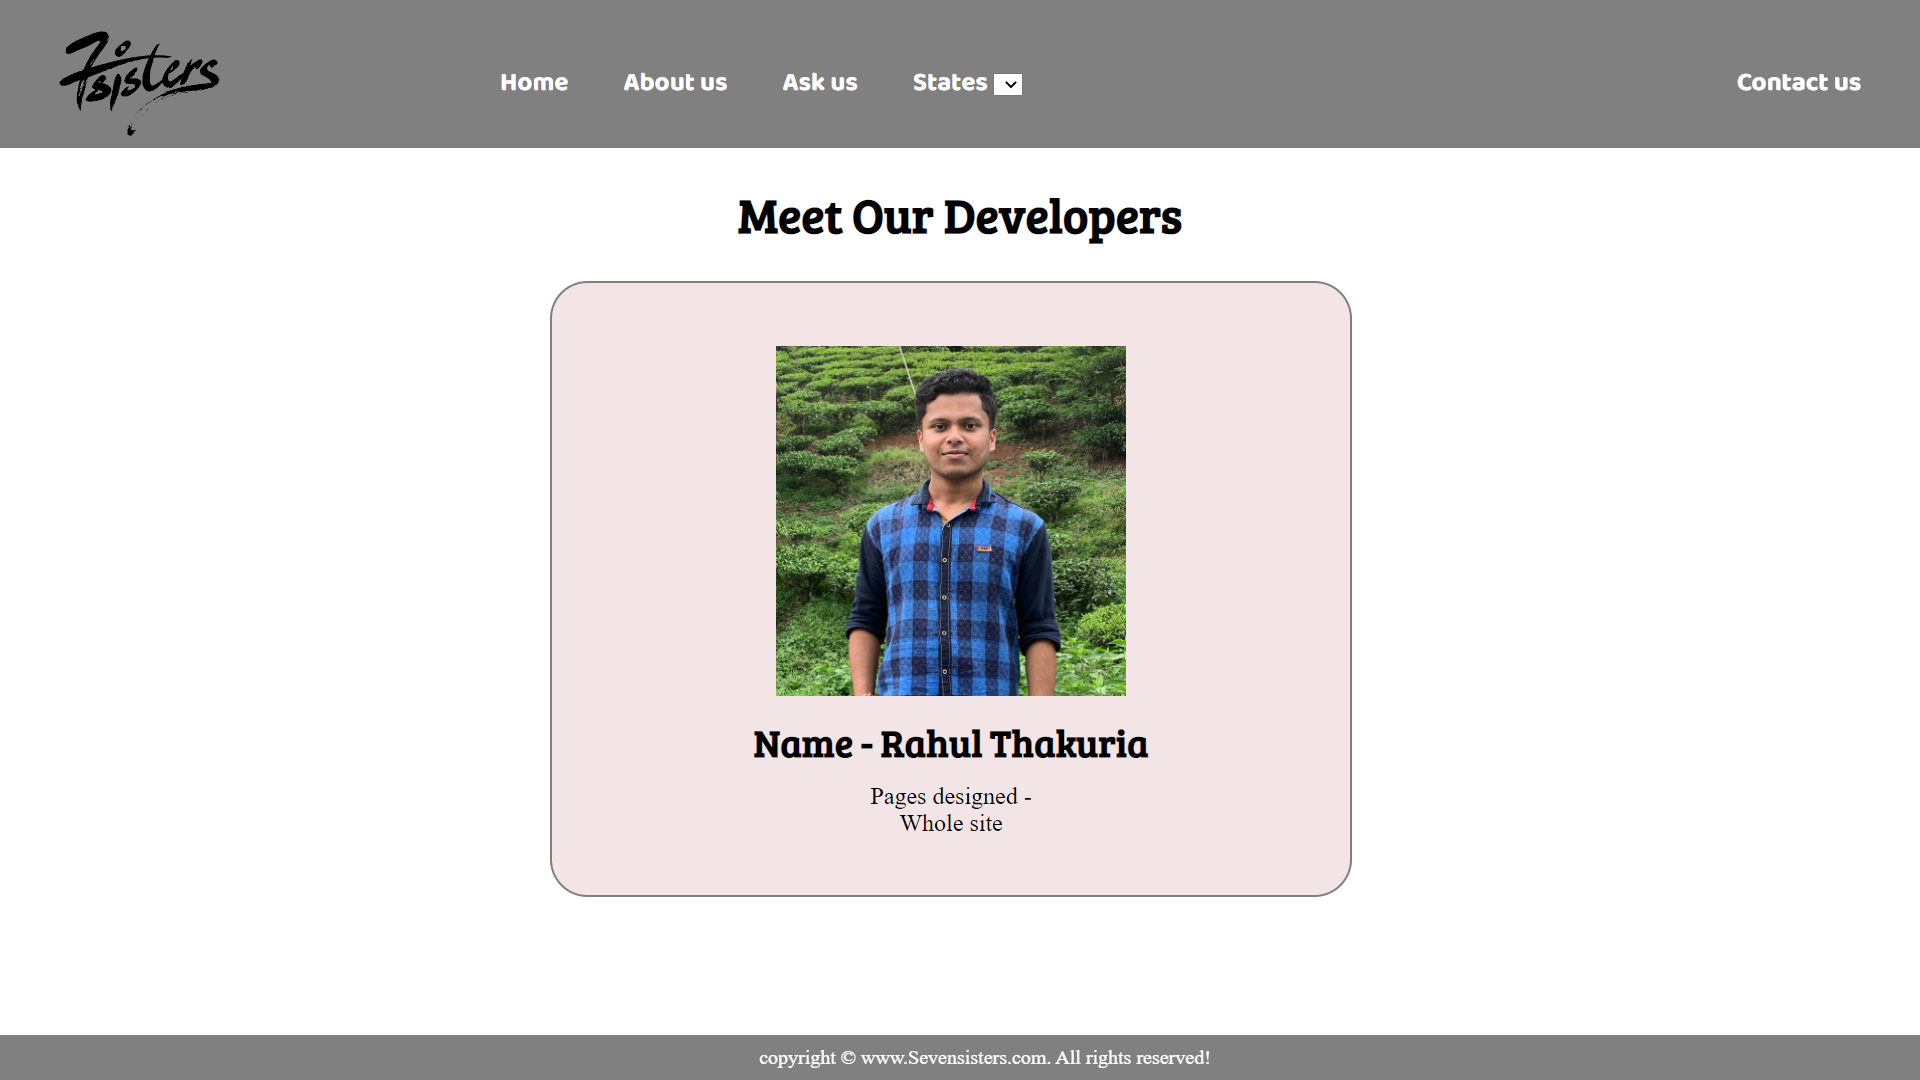 7sisters
Home
About us
Ask us
States
Contact us
Meet Our Developers
Name - Rahul Thakuria
Pages designed -
Whole site
copyright © www.Sevensisters.com. All rights reserved!